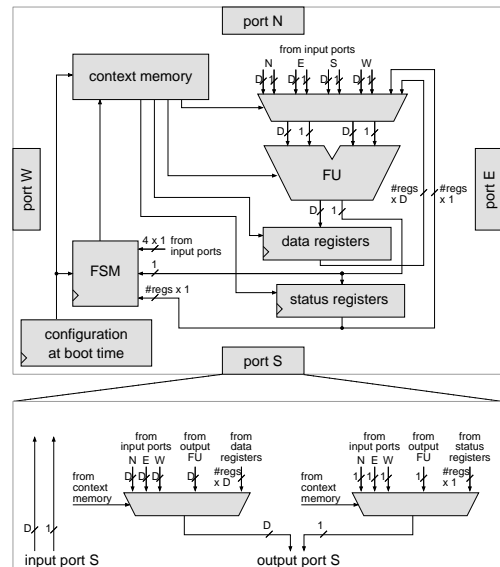 port N
from input ports
N E S W
context memory
D 1 D 1 D 1 D 1
D 1 D 1
port W
FU
port E
#regs x D
#regs x 1
D 1
4 x 1
from input ports
data registers
FSM
1
#regs x 1
status registers
configuration at boot time
port S
from input ports
from output FU
from data registers
N E W
D D D
D
#regs x D
from context memory
from input ports
from output FU
from status registers
N E W
1 1 1
1
#regs x 1
from context memory
D 1
D
1
input port S
output port S